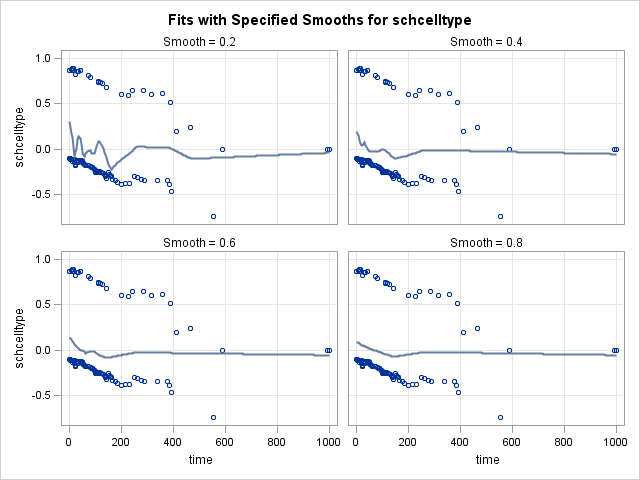 Fits with Specified Smooths for schcelltype
Smooth = 0.2
Smooth = 0.4
1.0
0.5
0.0
-0.5
schcelltype
Smooth = 0.6
Smooth = 0.8
1.0
0.5
0.0
-0.5
schcelltype
0 200 400 600 800 1000
0 200 400 600 800 1000
time
time